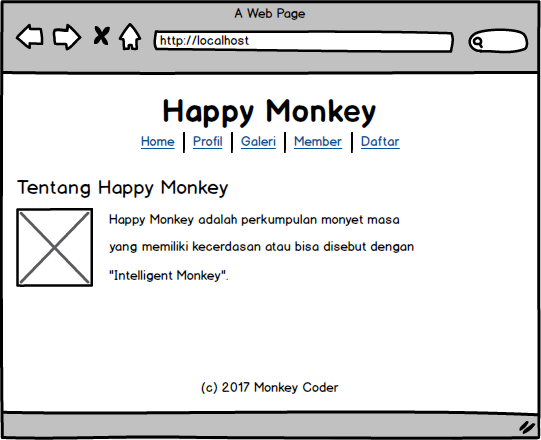 A Web Page
http://localhost
Happy Monkey
Home | Profil | Galeri | Member | Daftar
Tentang Happy Monkey
Happy Monkey adalah perkumpulan monyet masa
yang memiliki kecerdasan atau bisa disebut dengan
"Intelligent Monkey".
(c) 2017 Monkey Coder